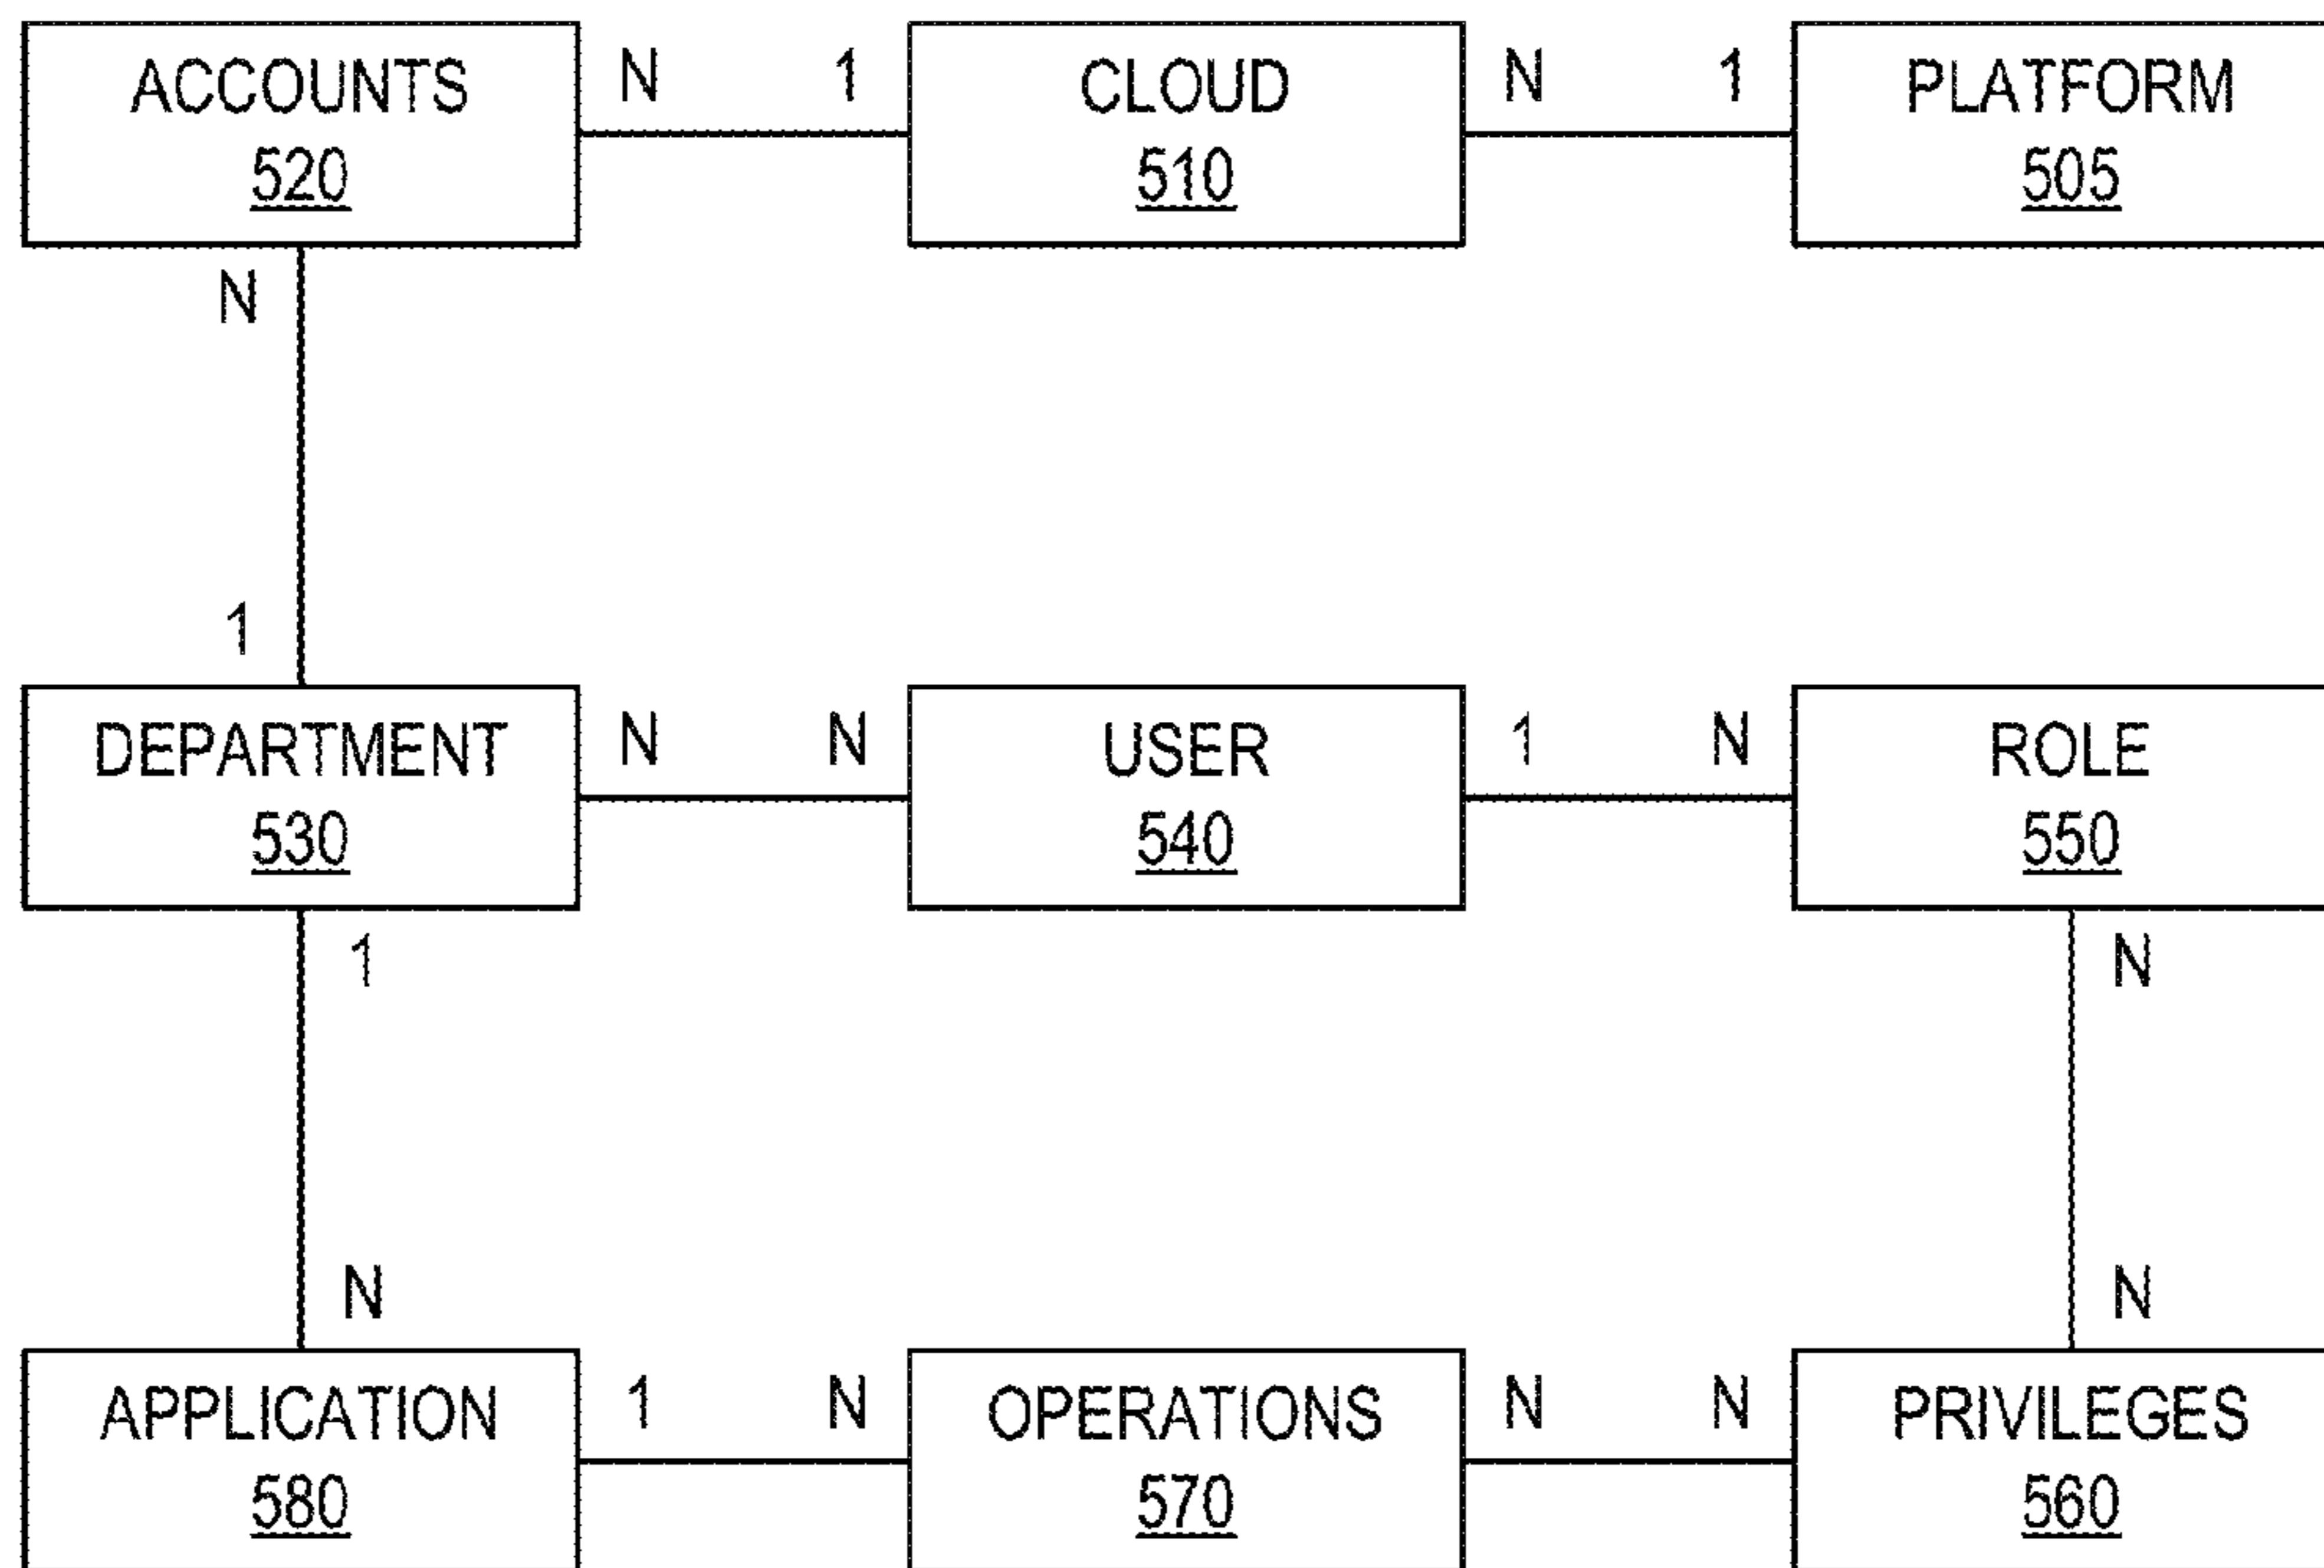 ACCOUNTS N 1 CLOUD N 1 PLATFORM
520 510 505
N
1
DEPARTMENT N N USER 1 N ROLE
530 540 550
1 N
N N
APPLICATION 1 N OPERATIONS N N PRIVILEGES
580 570 560